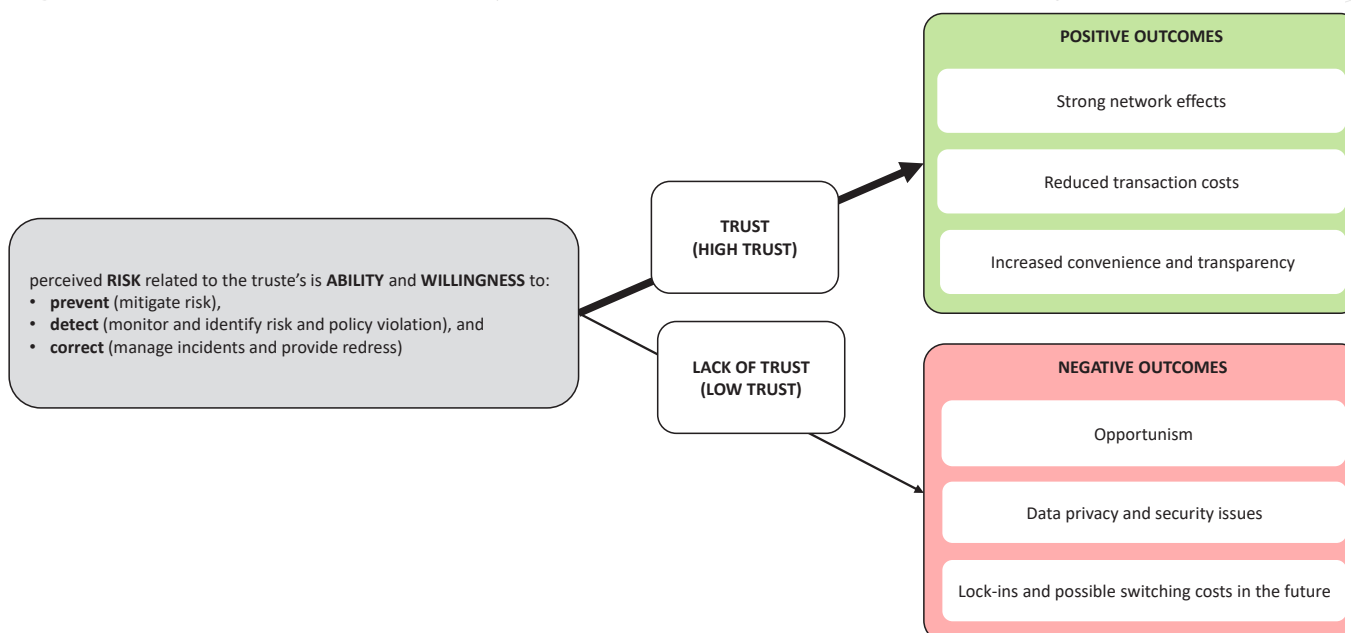 perceived RISK related to the truste's is ABILITY and WILLINGNESS to:
• prevent (mitigate risk),
• detect (monitor and identify risk and policy violation), and
• correct (manage incidents and provide redress)
TRUST
(HIGH TRUST)
LACK OF TRUST
(LOW TRUST)
POSITIVE OUTCOMES
Strong network effects
Reduced transaction costs
Increased convenience and transparency
NEGATIVE OUTCOMES
Opportunism
Data privacy and security issues
Lock-ins and possible switching costs in the future